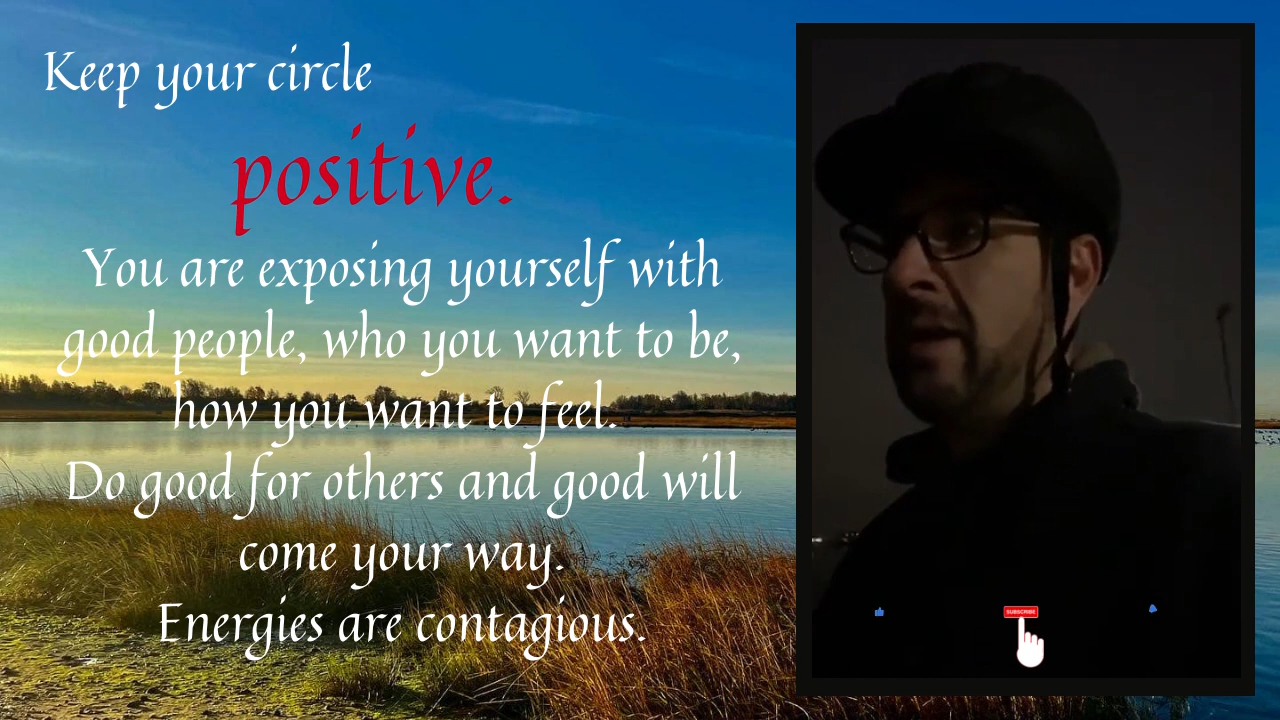 Keep your circle
positive.
You are exposing yourself with
good people, who you want to be,
how you want to feel.
Do good for others and good will
come your way.
Energies are contagious.
SUBSCRIBE